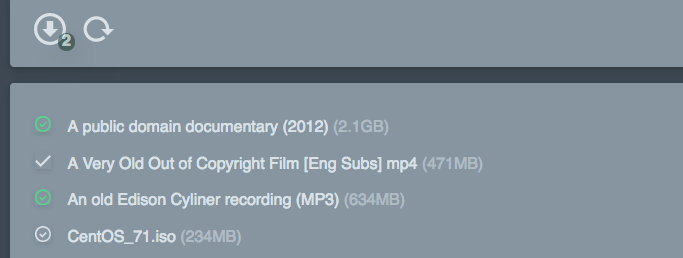 2
A public domain documentary (2012) (2.1GB)
A Very Old Out of Copyright Film [Eng Subs] mp4 (471MB)
An old Edison Cyliner recording (MP3) (634MB)
CentOS_71.iso (234MB)